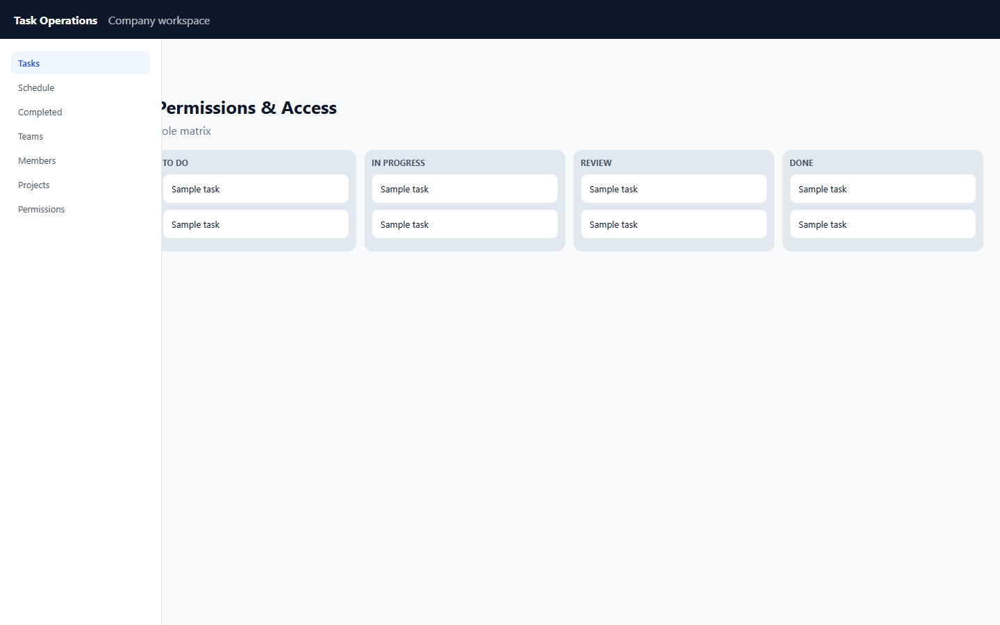 Task Operations Company workspace
Tasks
Schedule
Completed
Teams
Members
Projects
Permissions
Permissions & Access
ole matrix
TO DO
Sample task
Sample task
IN PROGRESS
Sample task
Sample task
REVIEW
Sample task
Sample task
DONE
Sample task
Sample task